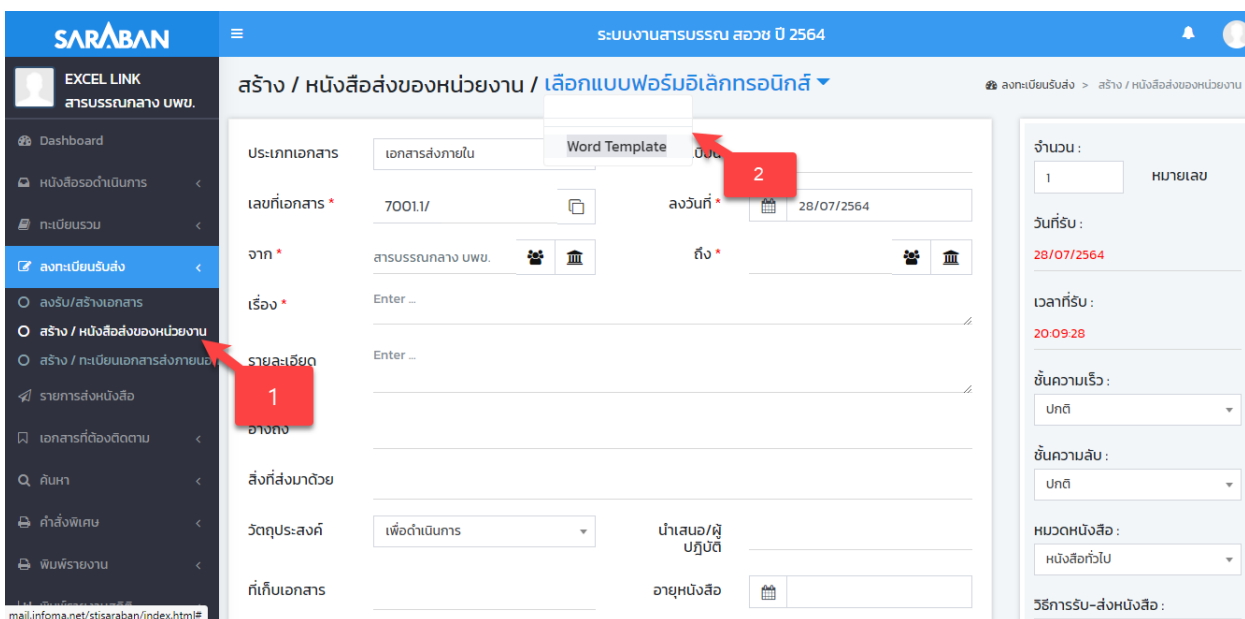 SARABAN
ระบบงานสารบรรณ สอวช ปี 2564
EXCEL LINK
สารบรรณกลาง บพข.
สร้าง / หนังสือส่งของหน่วยงาน / เลือกแบบฟอร์มอิเล็กทรอนิกส์
ลงทะเบียนรับส่ง > สร้าง / หนังสือส่งของหน่วยงาน
Dashboard
หนังสือรอดำเนินการ
ทะเบียนรวม
ลงทะเบียนรับส่ง
ลงรับ/สร้างเอกสาร
สร้าง / หนังสือส่งของหน่วยงาน
สร้าง / ทะเบียนเอกสารส่งภายนอ
รายการส่งหนังสือ
เอกสารที่ต้องติดตาม
ค้นหา
คำสั่งพิเศษ
พิมพ์รายงาน
mail.infoma.net/stisaraban/index.html#
Word Template
ประเภทเอกสาร เอกสารส่งภายใน
เลขที่เอกสาร * 7001.1/ ลงวันที่ * 28/07/2564
จาก * สารบรรณกลาง บพข. ถึง *
เรื่อง * Enter ...
รายละเอียด Enter ...
อ้างถึง
สิ่งที่ส่งมาด้วย
วัตถุประสงค์ เพื่อดำเนินการ นำเสนอ/ผู้
ปฏิบัติ
ที่เก็บเอกสาร อายุหนังสือ
1
2
จำนวน :
1 หมายเลข
วันที่รับ :
28/07/2564
เวลาที่รับ :
20:09:28
ชั้นความเร็ว :
ปกติ
ชั้นความลับ :
ปกติ
หมวดหนังสือ :
หนังสือทั่วไป
วิธีการรับ-ส่งหนังสือ :